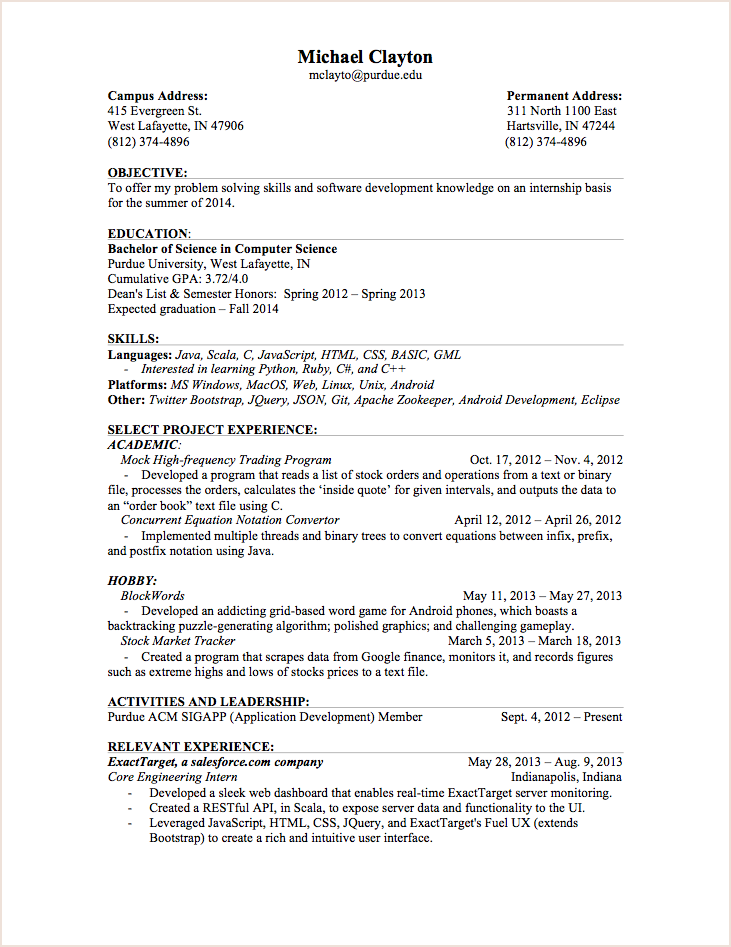 Michael Clayton
mclayto@purdue.edu
Campus Address: Permanent Address:
415 Evergreen St. 311 North 1100 East
West Lafayette, IN 47906 Hartsville, IN 47244
(812) 374-4896 (812) 374-4896
OBJECTIVE:
To offer my problem solving skills and software development knowledge on an internship basis
for the summer of 2014.
EDUCATION:
Bachelor of Science in Computer Science
Purdue University, West Lafayette, IN
Cumulative GPA: 3.72/4.0
Dean's List & Semester Honors: Spring 2012 – Spring 2013
Expected graduation – Fall 2014
SKILLS:
Languages: Java, Scala, C, JavaScript, HTML, CSS, BASIC, GML
- Interested in learning Python, Ruby, C#, and C++
Platforms: MS Windows, MacOS, Web, Linux, Unix, Android
Other: Twitter Bootstrap, JQuery, JSON, Git, Apache Zookeeper, Android Development, Eclipse
SELECT PROJECT EXPERIENCE:
ACADEMIC:
Mock High-frequency Trading Program Oct. 17, 2012 – Nov. 4, 2012
- Developed a program that reads a list of stock orders and operations from a text or binary
file, processes the orders, calculates the ‘inside quote’ for given intervals, and outputs the data to
an “order book” text file using C.
Concurrent Equation Notation Convertor April 12, 2012 – April 26, 2012
- Implemented multiple threads and binary trees to convert equations between infix, prefix,
and postfix notation using Java.
HOBBY:
BlockWords May 11, 2013 – May 27, 2013
- Developed an addicting grid-based word game for Android phones, which boasts a
backtracking puzzle-generating algorithm; polished graphics; and challenging gameplay.
Stock Market Tracker March 5, 2013 – March 18, 2013
- Created a program that scrapes data from Google finance, monitors it, and records figures
such as extreme highs and lows of stocks prices to a text file.
ACTIVITIES AND LEADERSHIP:
Purdue ACM SIGAPP (Application Development) Member Sept. 4, 2012 – Present
RELEVANT EXPERIENCE:
ExactTarget, a salesforce.com company May 28, 2013 – Aug. 9, 2013
Core Engineering Intern Indianapolis, Indiana
- Developed a sleek web dashboard that enables real-time ExactTarget server monitoring.
- Created a RESTful API, in Scala, to expose server data and functionality to the UI.
- Leveraged JavaScript, HTML, CSS, JQuery, and ExactTarget's Fuel UX (extends
Bootstrap) to create a rich and intuitive user interface.